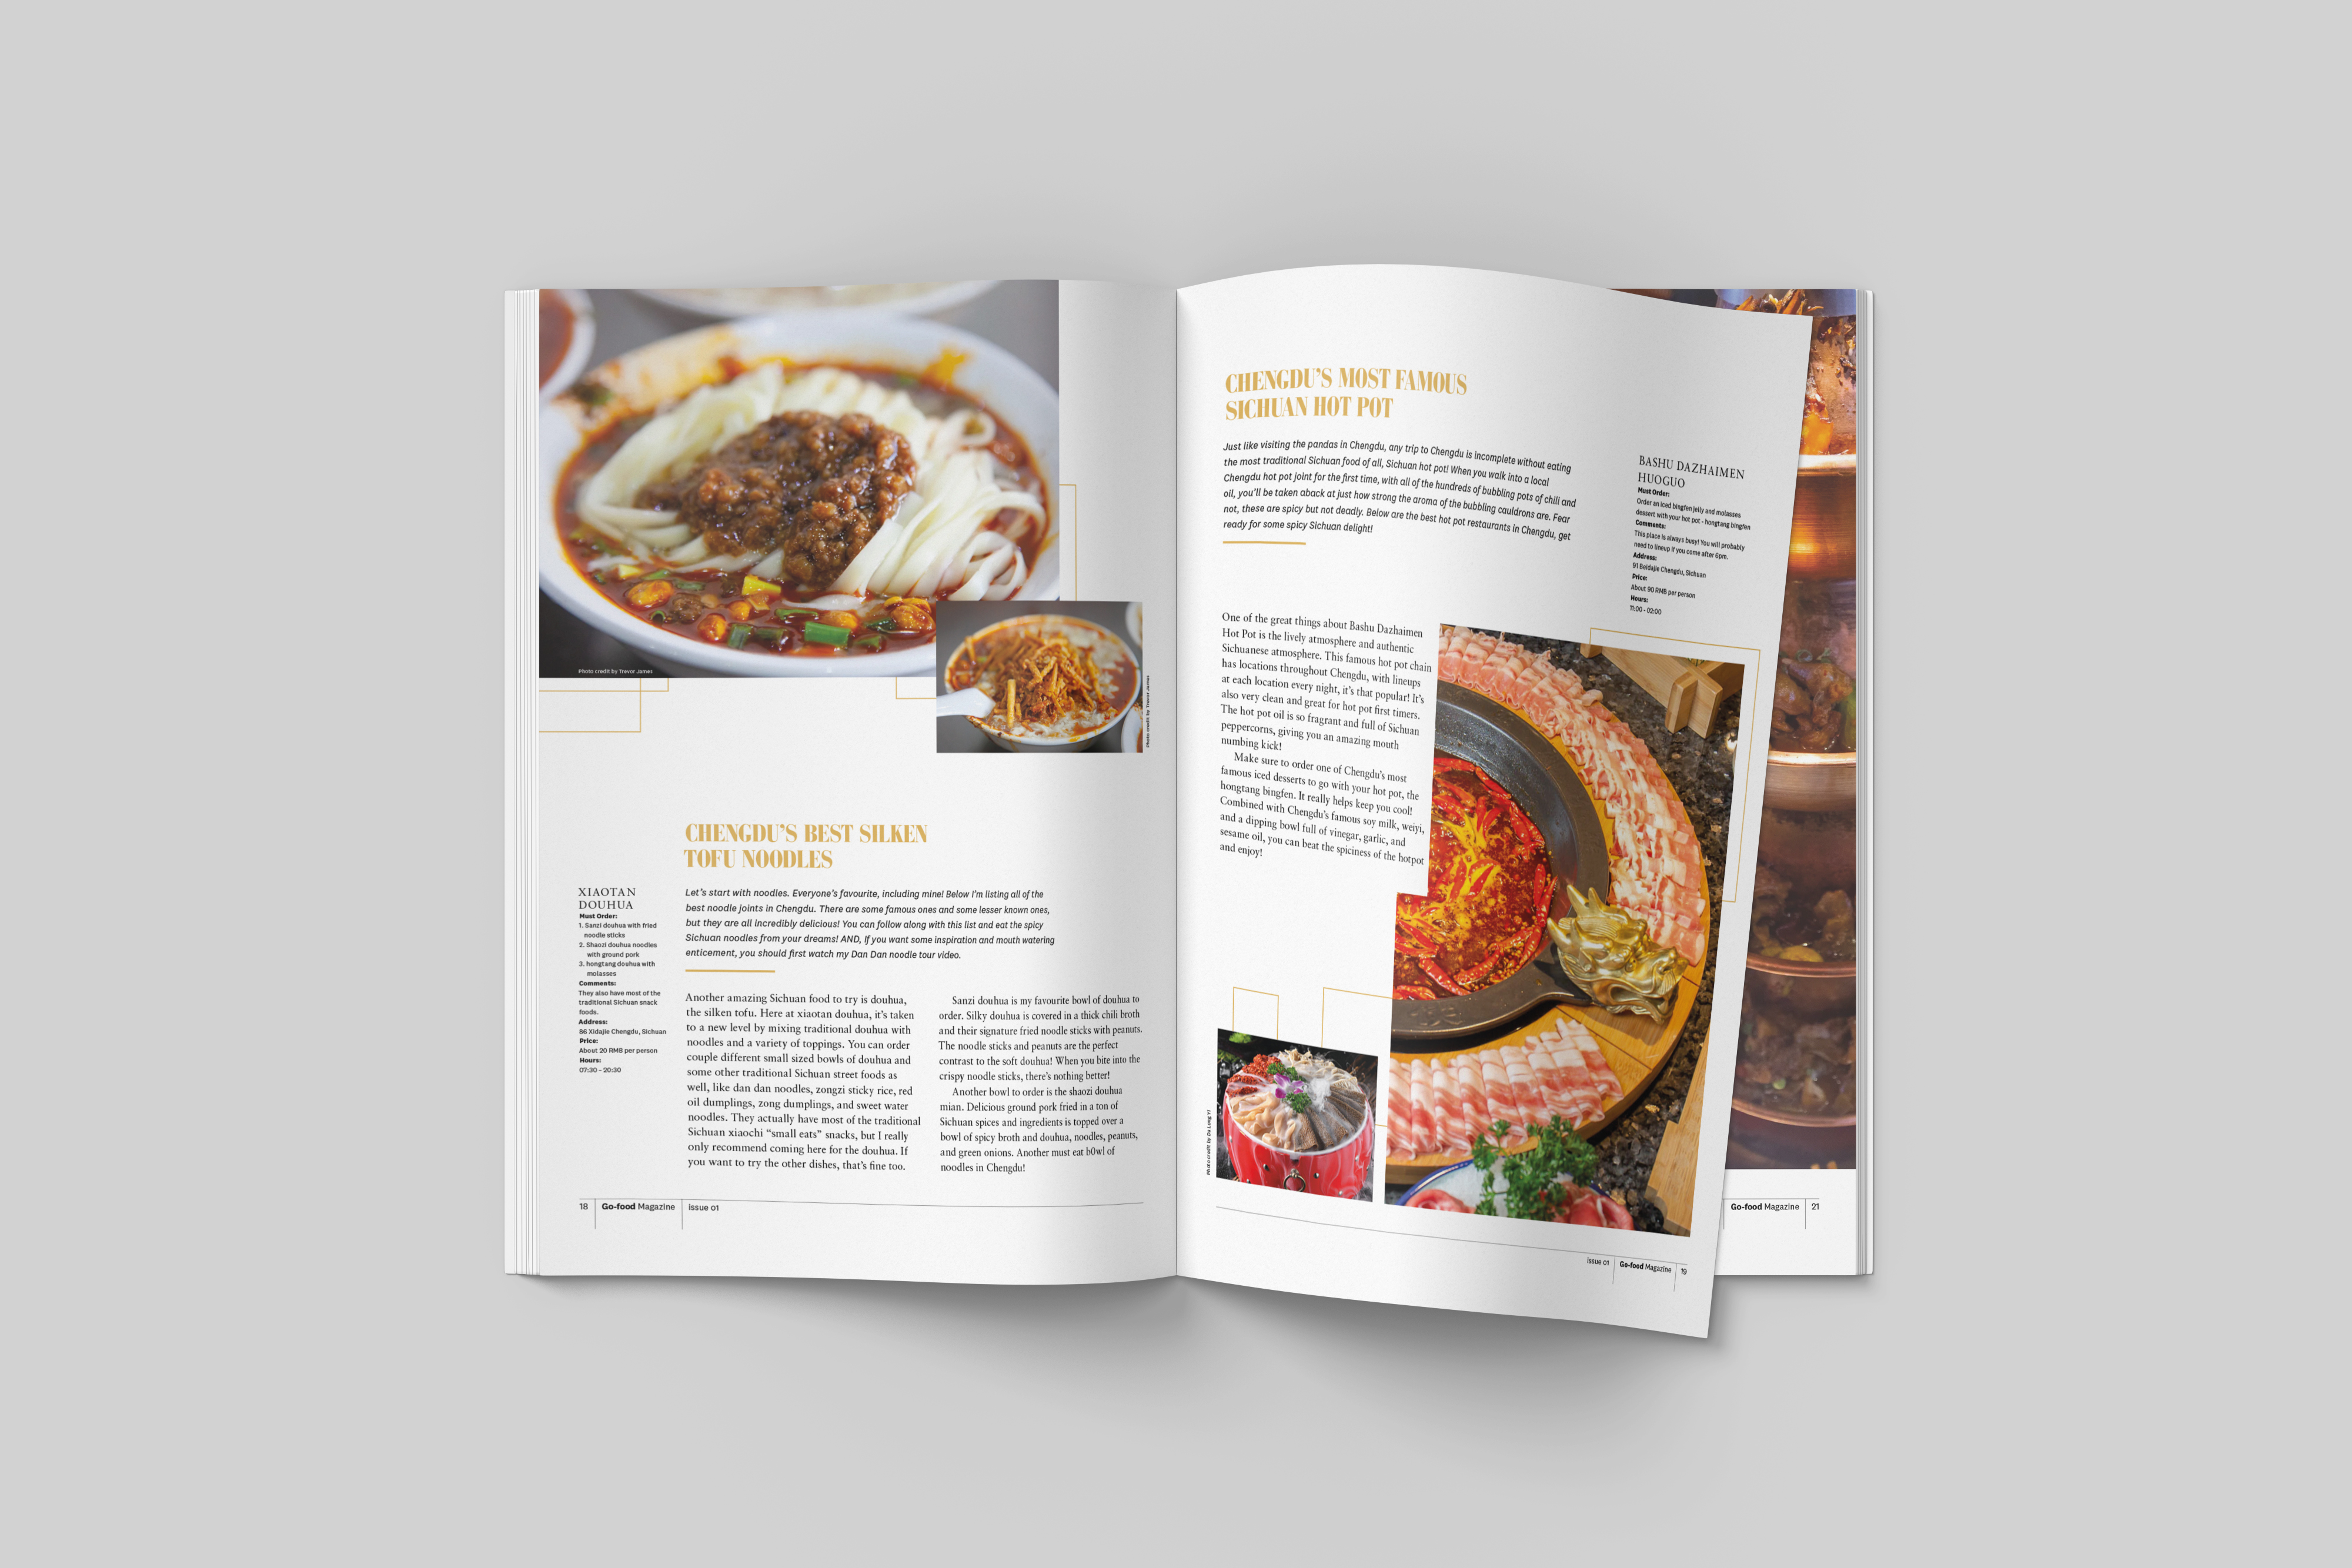 Photo credit by Trevor James
Photo credit by Trevor James
CHENGDU'S BEST SILKEN
TOFU NOODLES
XIAOTAN
DOUHUA
Must Order:
1. Sanzi douhua with fried
noodle sticks
2. Shaozi douhua noodles
with ground pork
3. hongtang douhua with
molasses
Comments:
They also have most of the
traditional Sichuan snack
foods.
Address:
86 Xidajie Chengdu, Sichuan
Price:
About 20 RMB per person
Hours:
07:30 - 20:30
Let's start with noodles. Everyone's favourite, including mine! Below I'm listing all of the
best noodle joints in Chengdu. There are some famous ones and some lesser known ones,
but they are all incredibly delicious! You can follow along with this list and eat the spicy
Sichuan noodles from your dreams! AND, if you want some inspiration and mouth watering
enticement, you should first watch my Dan Dan noodle tour video.
Another amazing Sichuan food to try is douhua,
the silken tofu. Here at xiaotan douhua, it's taken
to a new level by mixing traditional douhua with
noodles and a variety of toppings. You can order
couple different small sized bowls of douhua and
some other traditional Sichuan street foods as
well, like dan dan noodles, zongzi sticky rice, red
oil dumplings, zong dumplings, and sweet water
noodles. They actually have most of the traditional
Sichuan xiaochi “small eats” snacks, but I really
only recommend coming here for the douhua. If
you want to try the other dishes, that's fine too.
Sanzi douhua is my favourite bowl of douhua to
order. Silky douhua is covered in a thick chili broth
and their signature fried noodle sticks with peanuts.
The noodle sticks and peanuts are the perfect
contrast to the soft douhua! When you bite into the
crispy noodle sticks, there's nothing better!
Another bowl to order is the shaozi douhua
mian. Delicious ground pork fried in a ton of
Sichuan spices and ingredients is topped over a
bowl of spicy broth and douhua, noodles, peanuts,
and green onions. Another must eat b0wl of
noodles in Chengdu!
18 Go-food Magazine issue 01
CHENGDU'S MOST FAMOUS
SICHUAN HOT POT
Just like visiting the pandas in Chengdu, any trip to Chengdu is incomplete without eating
the most traditional Sichuan food of all, Sichuan hot pot! When you walk into a local
Chengdu hot pot joint for the first time, with all of the hundreds of bubbling pots of chili and
oil, you'll be taken aback at just how strong the aroma of the bubbling cauldrons are. Fear
not, these are spicy but not deadly. Below are the best hot pot restaurants in Chengdu, get
ready for some spicy Sichuan delight!
BASHU DAZHAIMEN
HUOGUO
Must Order:
Order an iced bingfen jelly and molasses
dessert with your hot pot - hongtang bingfen
Comments:
This place is always busy! You will probably
need to lineup if you come after 6pm.
Address:
91 Beidajie Chengdu, Sichuan
Price:
About 90 RMB per person
Hours:
11:00 - 02:00
One of the great things about Bashu Dazhaimen
Hot Pot is the lively atmosphere and authentic
Sichuanese atmosphere. This famous hot pot chain
has locations throughout Chengdu, with lineups
at each location every night, it's that popular! It's
also very clean and great for hot pot first timers.
The hot pot oil is so fragrant and full of Sichuan
peppercorns, giving you an amazing mouth
numbing kick!
Make sure to order one of Chengdu's most
famous iced desserts to go with your hot pot, the
hongtang bingfen. It really helps keep you cool!
Combined with Chengdu's famous soy milk, weiyi,
and a dipping bowl full of vinegar, garlic, and
sesame oil, you can beat the spiciness of the hotpot
and enjoy!
Photo credit by Da Long Yi
issue 01 Go-food Magazine 19
Go-food Magazine 21